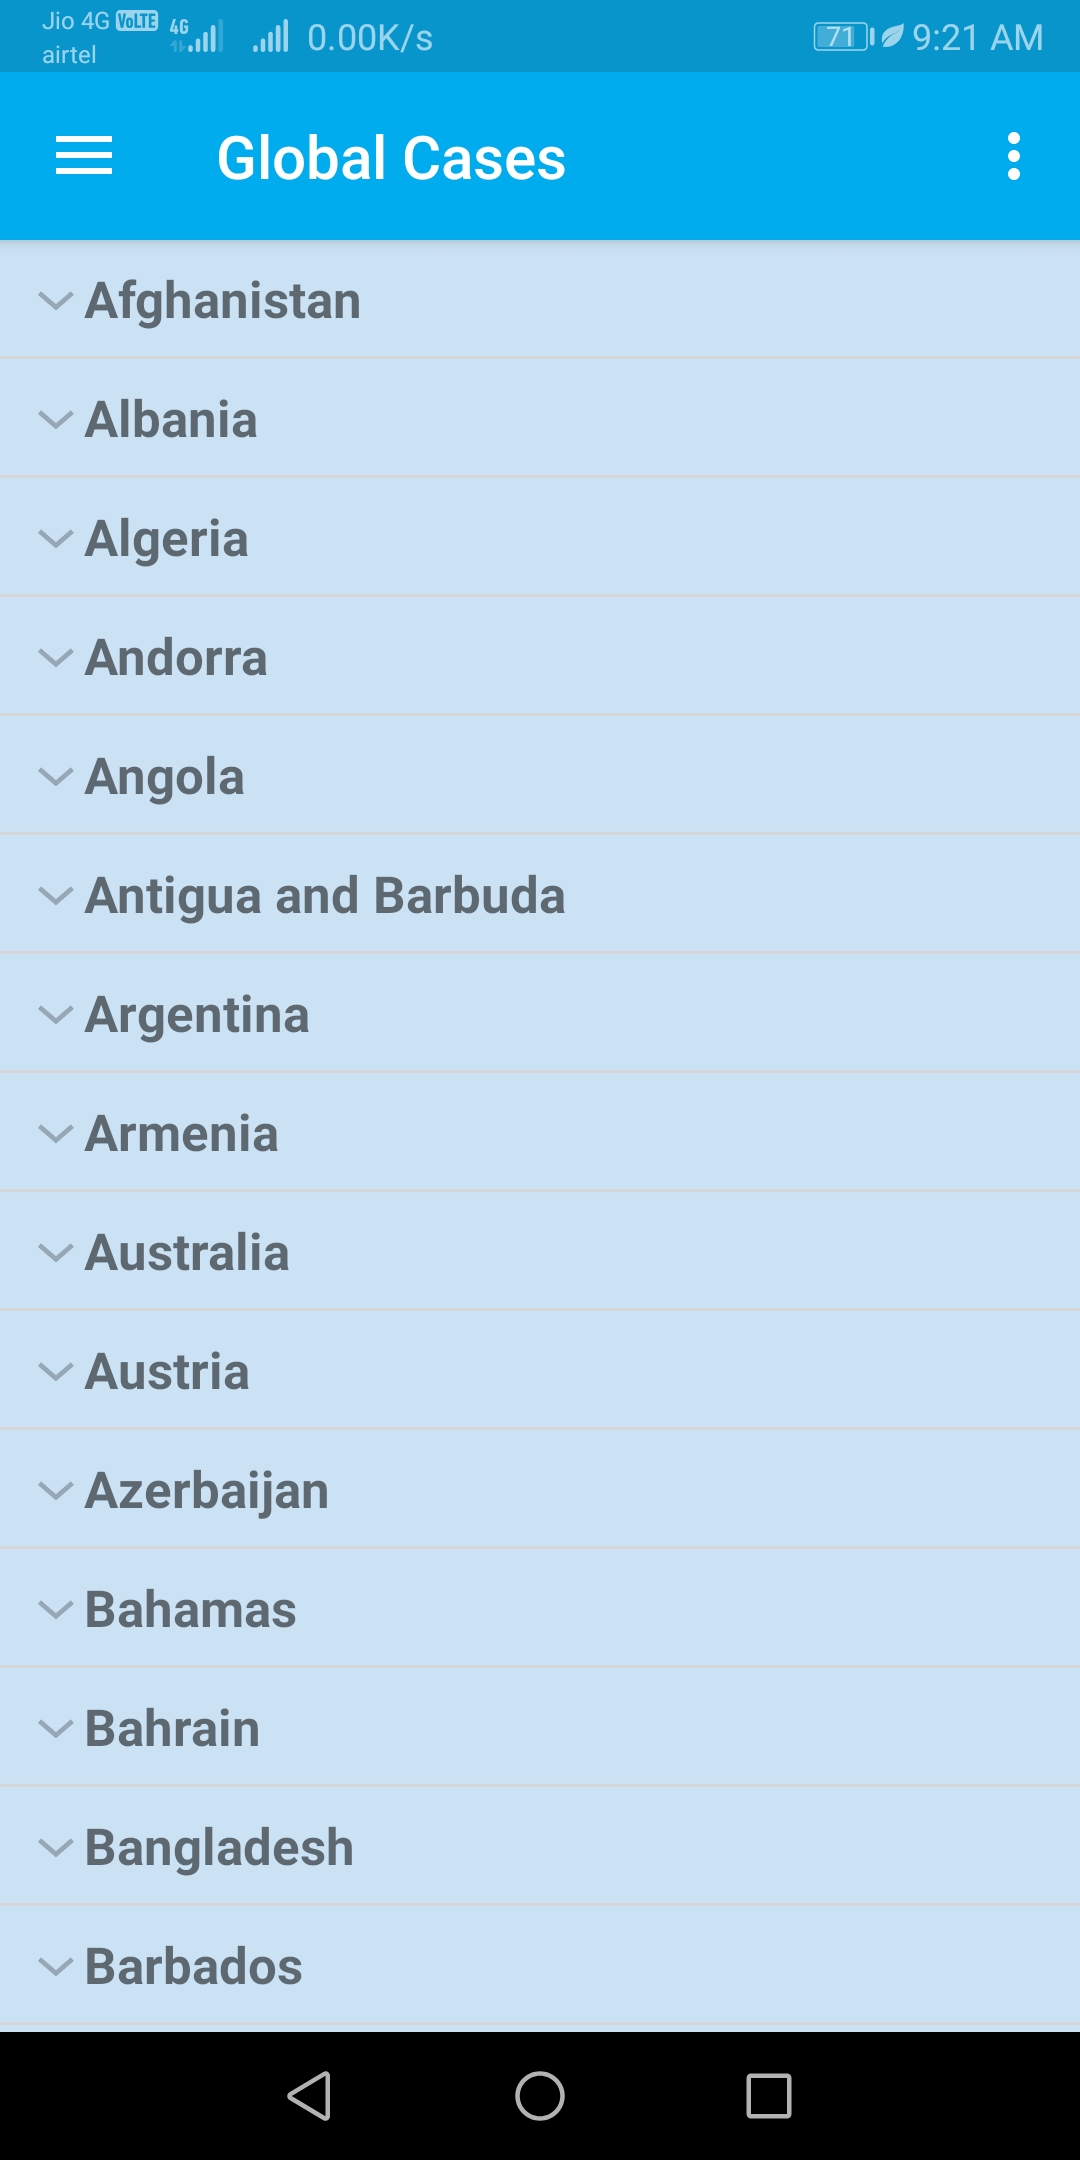 Jio 4G VoLTE 4G 0.00K/s 71 9:21 AM
airtel
Global Cases
Afghanistan
Albania
Algeria
Andorra
Angola
Antigua and Barbuda
Argentina
Armenia
Australia
Austria
Azerbaijan
Bahamas
Bahrain
Bangladesh
Barbados